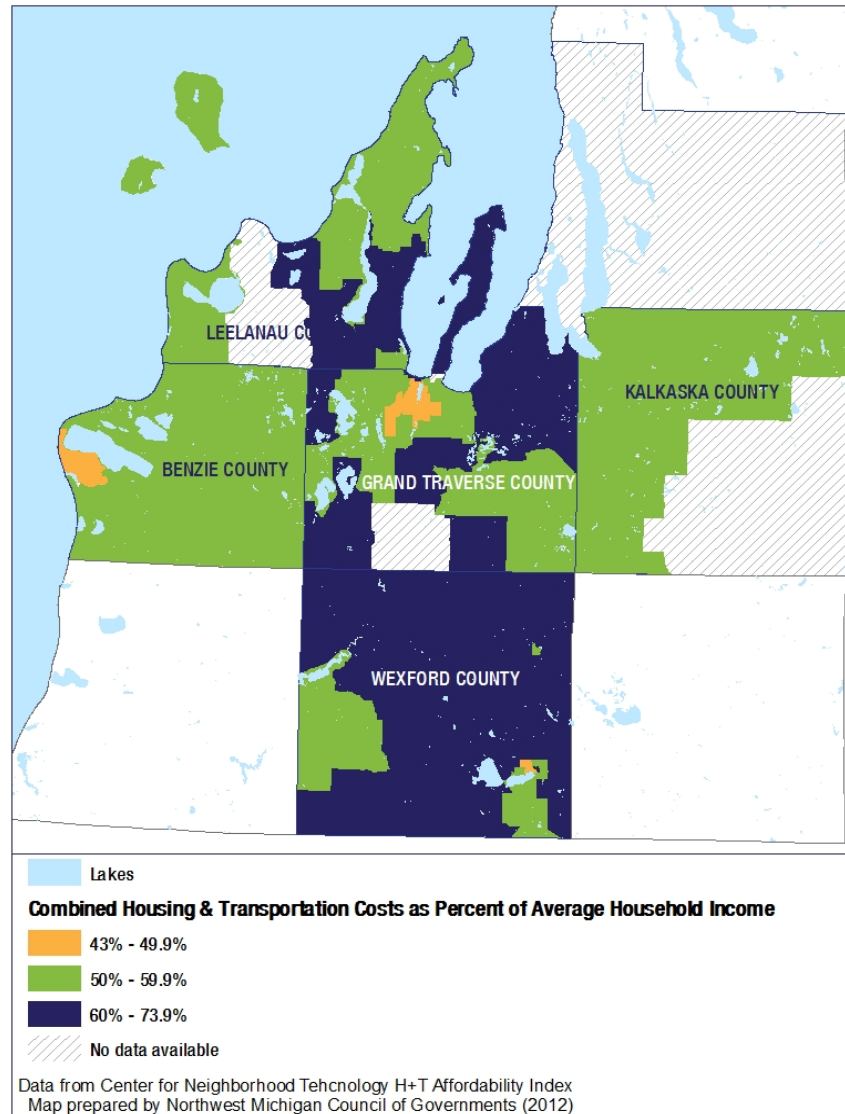 LEELANAU CO
KALKASKA COUNTY
BENZIE COUNTY
GRAND TRAVERSE COUNTY
WEXFORD COUNTY
Lakes
Combined Housing & Transportation Costs as Percent of Average Household Income
43% - 49.9%
50% - 59.9%
60% - 73.9%
No data available
Data from Center for Neighborhood Tehcnology H+T Affordability Index
Map prepared by Northwest Michigan Council of Governments (2012)